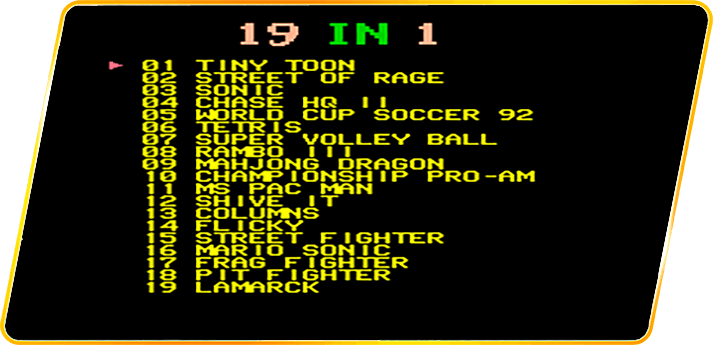 19 IN 1
01 TINY TOON
02 STREET OF RAGE
03 SONIC
04 CHASE HQ II
05 WORLD CUP SOCCER 92
06 TETRIS
07 SUPER VOLLEY BALL
08 RAMBO III
09 MAHJONG DRAGON
10 CHAMPIONSHIP PRO-AM
11 MS PAC MAN
12 SHIVE IT
13 COLUMNS
14 FLICKY
15 STREET FIGHTER
16 MARIO SONIC
17 FRAG FIGHTER
18 PIT FIGHTER
19 LAMARCK